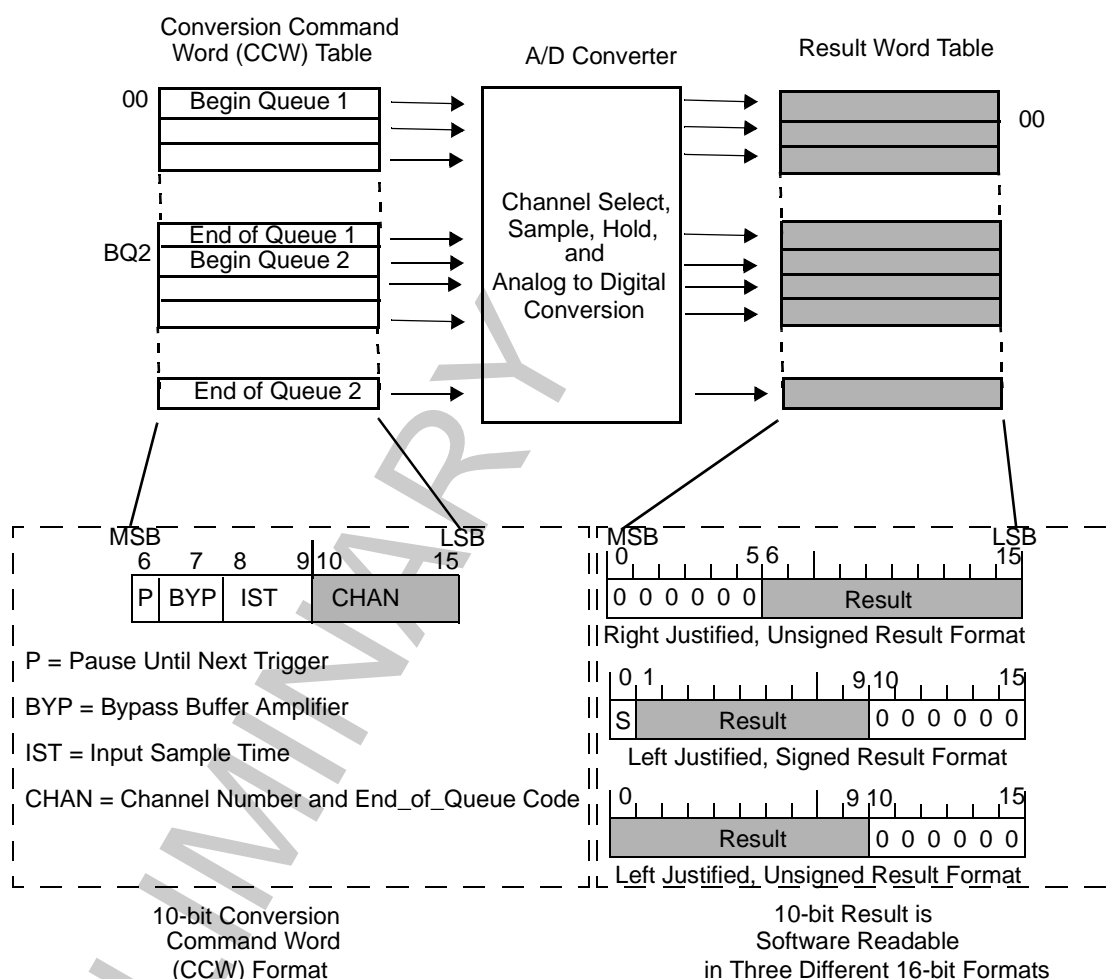 Conversion Command
Word (CCW) Table
A/D Converter
Result Word Table
00
Begin Queue 1
00
End of Queue 1
BQ2
Begin Queue 2
End of Queue 2
Channel Select,
Sample, Hold,
and
Analog to Digital
Conversion
MSB
LSB
6 7 8 9 10 15
P BYP IST CHAN
P = Pause Until Next Trigger
BYP = Bypass Buffer Amplifier
IST = Input Sample Time
CHAN = Channel Number and End_of_Queue Code
10-bit Conversion
Command Word
(CCW) Format
MSB
LSB
0 5 6 15
0 0 0 0 0 0 Result
Right Justified, Unsigned Result Format
0 1 9 10 15
S Result 0 0 0 0 0 0
Left Justified, Signed Result Format
0 9 10 15
Result 0 0 0 0 0 0
Left Justified, Unsigned Result Format
10-bit Result is
Software Readable
in Three Different 16-bit Formats
LIMINARY